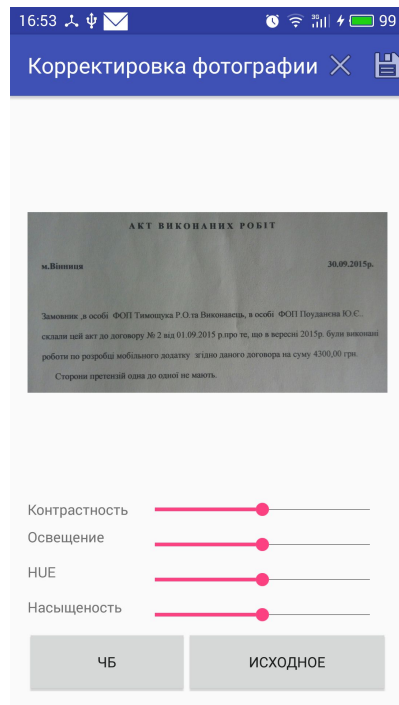 16:53 99
Корректировка фотографии
АКТ ВИКОНАНИХ РОБІТ
м.Вінниця 30.09.2015р.
Замовник ,в особі ФОП Тимощука Р.О.та Виконавець, в особі ФОП Поуданєна Ю.Є..
склали цей акт до договору № 2 від 01.09.2015 р.про те, що в вересні 2015р. були виконані
роботи по розробці мобільного додатку згідно даного договора на суму 4300,00 грн.
Сторони претензій одна до одної не мають.
Контрастность
Освещение
HUE
Насыщеность
ЧБ ИСХОДНОЕ